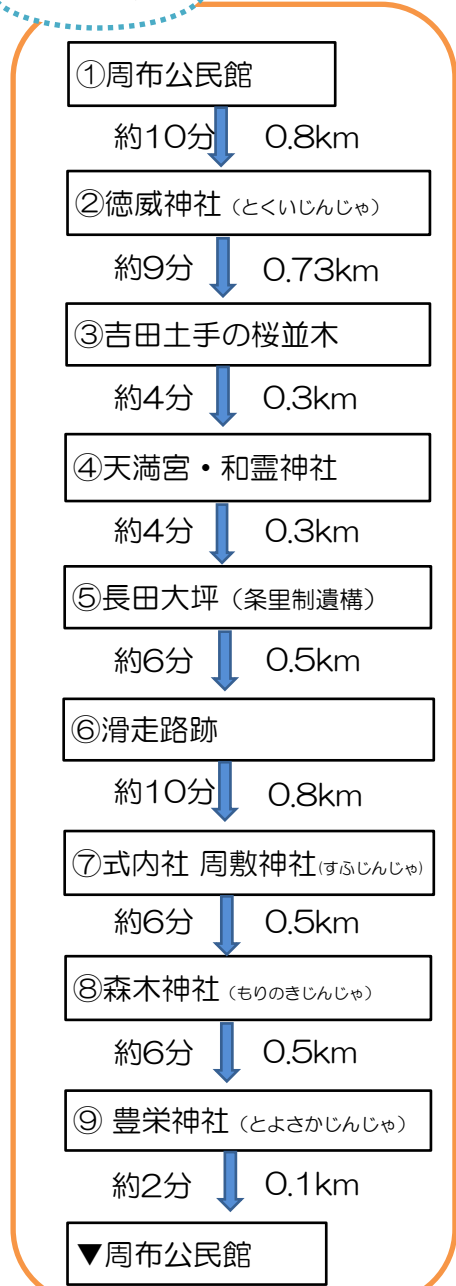 ①周布公民館
約10分 0.8km
②徳威神社（とくいじんじゃ）
約9分 0.73km
③吉田土手の桜並木
約4分 0.3km
④天満宮・和霊神社
約4分 0.3km
⑤長田大坪（条里制遺構）
約6分 0.5km
⑥滑走路跡
約10分 0.8km
⑦式内社 周敷神社(すふじんじゃ)
約6分 0.5km
⑧森木神社（もりのきじんじゃ）
約6分 0.5km
⑨ 豊栄神社（とよさかじんじゃ）
約2分 0.1km
▼周布公民館